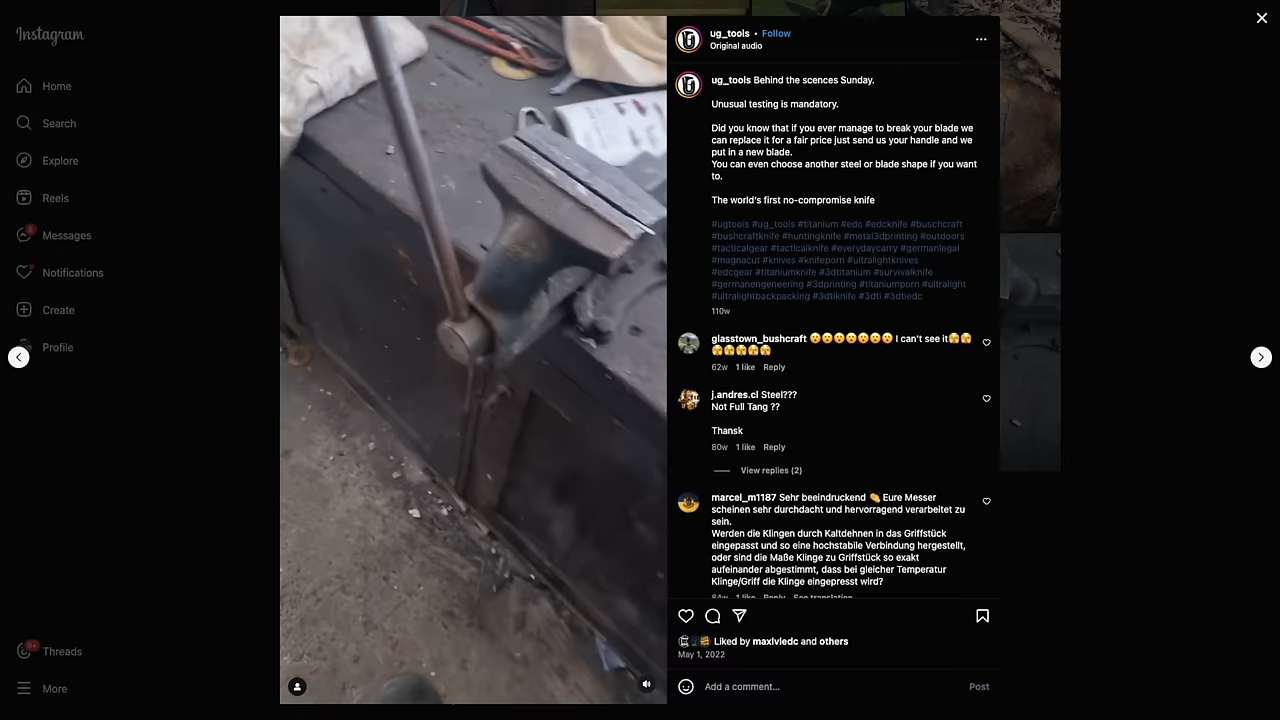 Instagram
Home
Search
Explore
Reels
Messages
Notifications
Create
Profile
Threads
More
ug_tools • Follow
Original audio
ug_tools Behind the scences Sunday.
Unusual testing is mandatory.
Did you know that if you ever manage to break your blade we
can replace it for a fair price just send us your handle and we
put in a new blade.
You can even choose another steel or blade shape if you want
to.
The world's first no-compromise knife
#ugtools #ug_tools #titanium #edc #edcknife #buschcraft
#bushcraftknife #huntingknife #metal3dprinting #outdoors
#tacticalgear #tacticalknife #everydaycarry #germanlegal
#magnacut #knives #knifeporn #ultralightknives
#edcgear #titaniumknife #3dtitanium #survivalknife
#germanengeneering #3dprinting #titaniumporn #ultralight
#ultralightbackpacking #3dtiknife #3dti #3dtiedc
110w
glasstown_bushcraft 😮😮😮😮😮😮😮 I can't see it🫣🫣
🫣🫣🫣🫣🫣
62w 1 like Reply
j.andres.cl Steel???
Not Full Tang ??
Thansk
80w 1 like Reply
View replies (2)
marcel_m1187 Sehr beeindruckend 👏 Eure Messer
scheinen sehr durchdacht und hervorragend verarbeitet zu
sein.
Werden die Klingen durch Kaltdehnen in das Griffstück
eingepasst und so eine hochstabile Verbindung hergestellt,
oder sind die Maße Klinge zu Griffstück so exakt
aufeinander abgestimmt, dass bei gleicher Temperatur
Klinge/Griff die Klinge eingepresst wird?
84w 1 like Reply See translation
Liked by maxlvledc and others
May 1, 2022
Add a comment...
Post